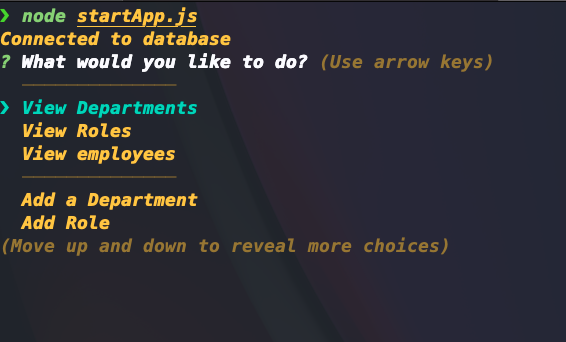 ❯ node startApp.js
Connected to database
? What would you like to do? (Use arrow keys)
──────────────
❯ View Departments
View Roles
View employees
──────────────
Add a Department
Add Role
(Move up and down to reveal more choices)